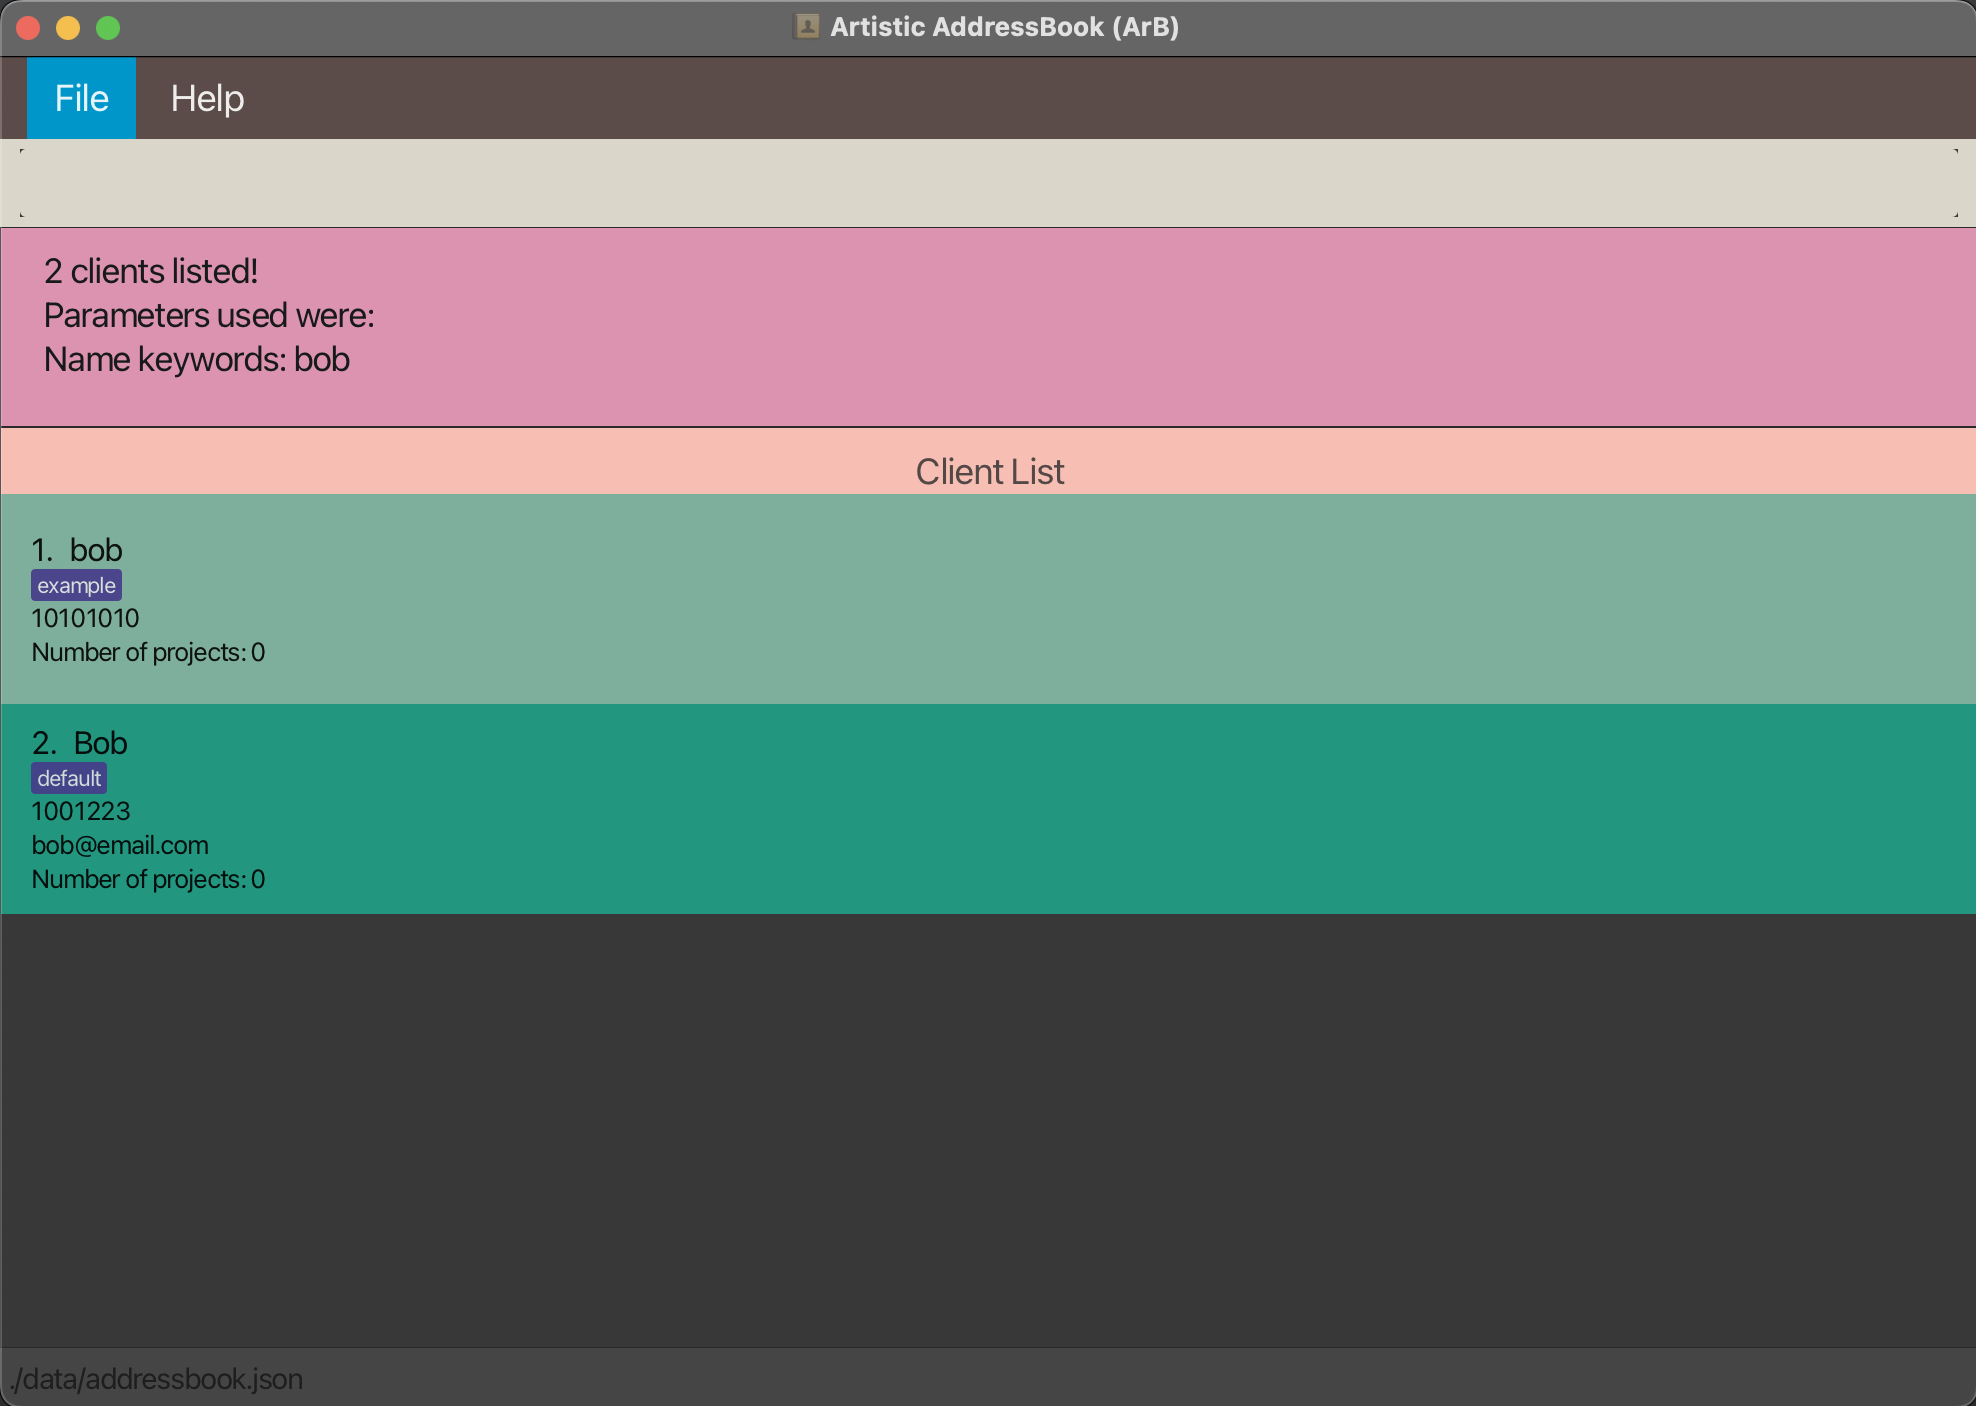 Artistic AddressBook (ArB)
File Help
2 clients listed!
Parameters used were:
Name keywords: bob
Client List
1. bob
example
10101010
Number of projects: 0
2. Bob
default
1001223
bob@email.com
Number of projects: 0
./data/addressbook.json